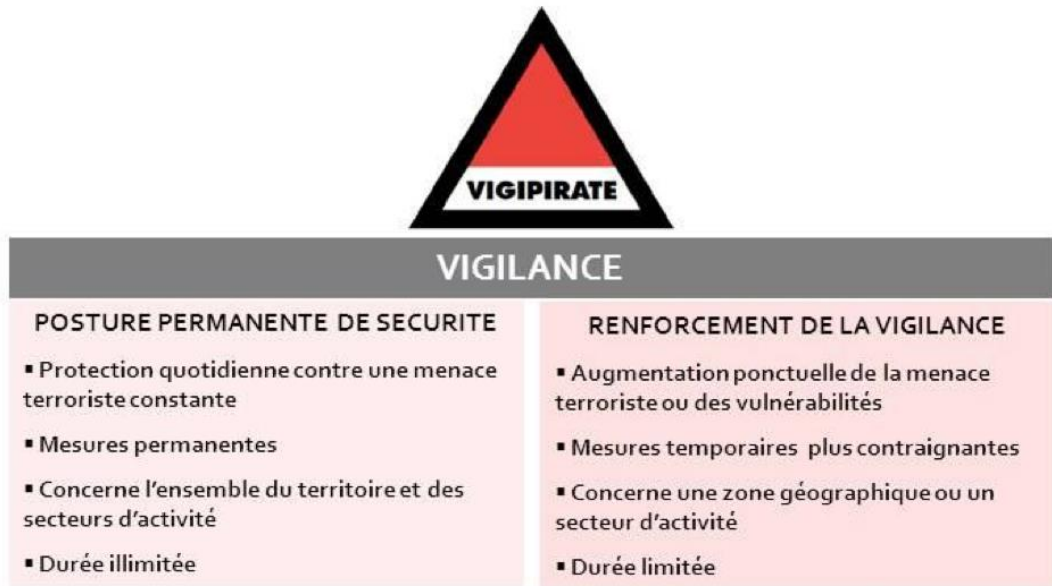 VIGIPIRATE
VIGILANCE
POSTURE PERMANENTE DE SECURITE
▪ Protection quotidienne contre une menace
terroriste constante
▪ Mesures permanentes
▪ Concerne l’ensemble du territoire et des
secteurs d’activité
▪ Durée illimitée
RENFORCEMENT DE LA VIGILANCE
▪ Augmentation ponctuelle de la menace
terroriste ou des vulnérabilités
▪ Mesures temporaires plus contraignantes
▪ Concerne une zone géographique ou un
secteur d’activité
▪ Durée limitée